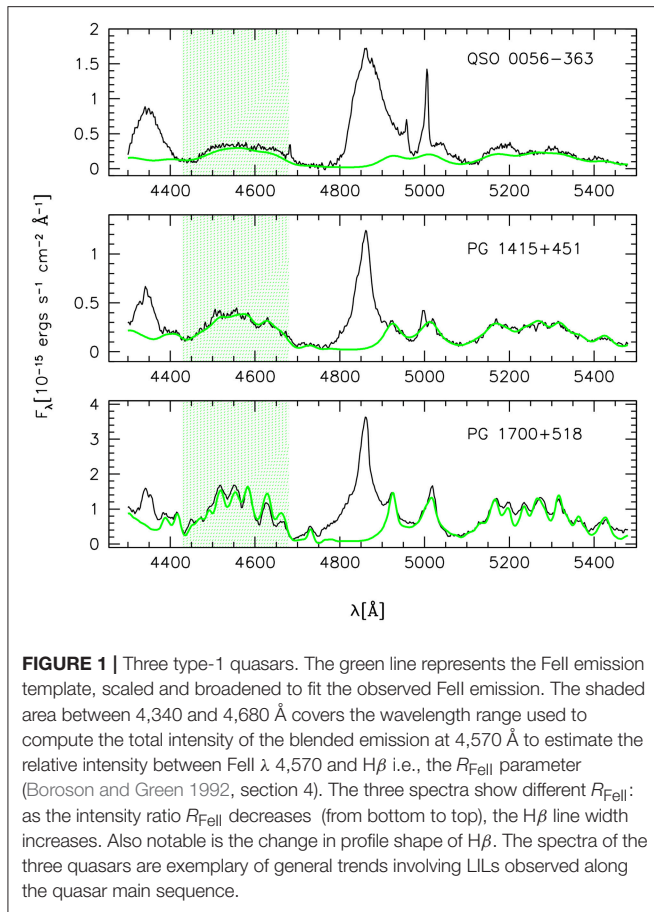 QSO 0056−363
2
1.5
1
0.5
0
4400 4600 4800 5000 5200 5400
PG 1415+451
1
0.5
0
4400 4600 4800 5000 5200 5400
PG 1700+518
4
3
2
1
0
4400 4600 4800 5000 5200 5400
Fλ[10⁻¹⁵ ergs s⁻¹ cm⁻² Å⁻¹]
λ[Å]
FIGURE 1 | Three type-1 quasars. The green line represents the FeII emission
template, scaled and broadened to fit the observed FeII emission. The shaded
area between 4,340 and 4,680 Å covers the wavelength range used to
compute the total intensity of the blended emission at 4,570 Å to estimate the
relative intensity between FeII λ 4,570 and Hβ i.e., the RFeII parameter
(Boroson and Green 1992, section 4). The three spectra show different RFeII:
as the intensity ratio RFeII decreases (from bottom to top), the Hβ line width
increases. Also notable is the change in profile shape of Hβ. The spectra of the
three quasars are exemplary of general trends involving LILs observed along
the quasar main sequence.